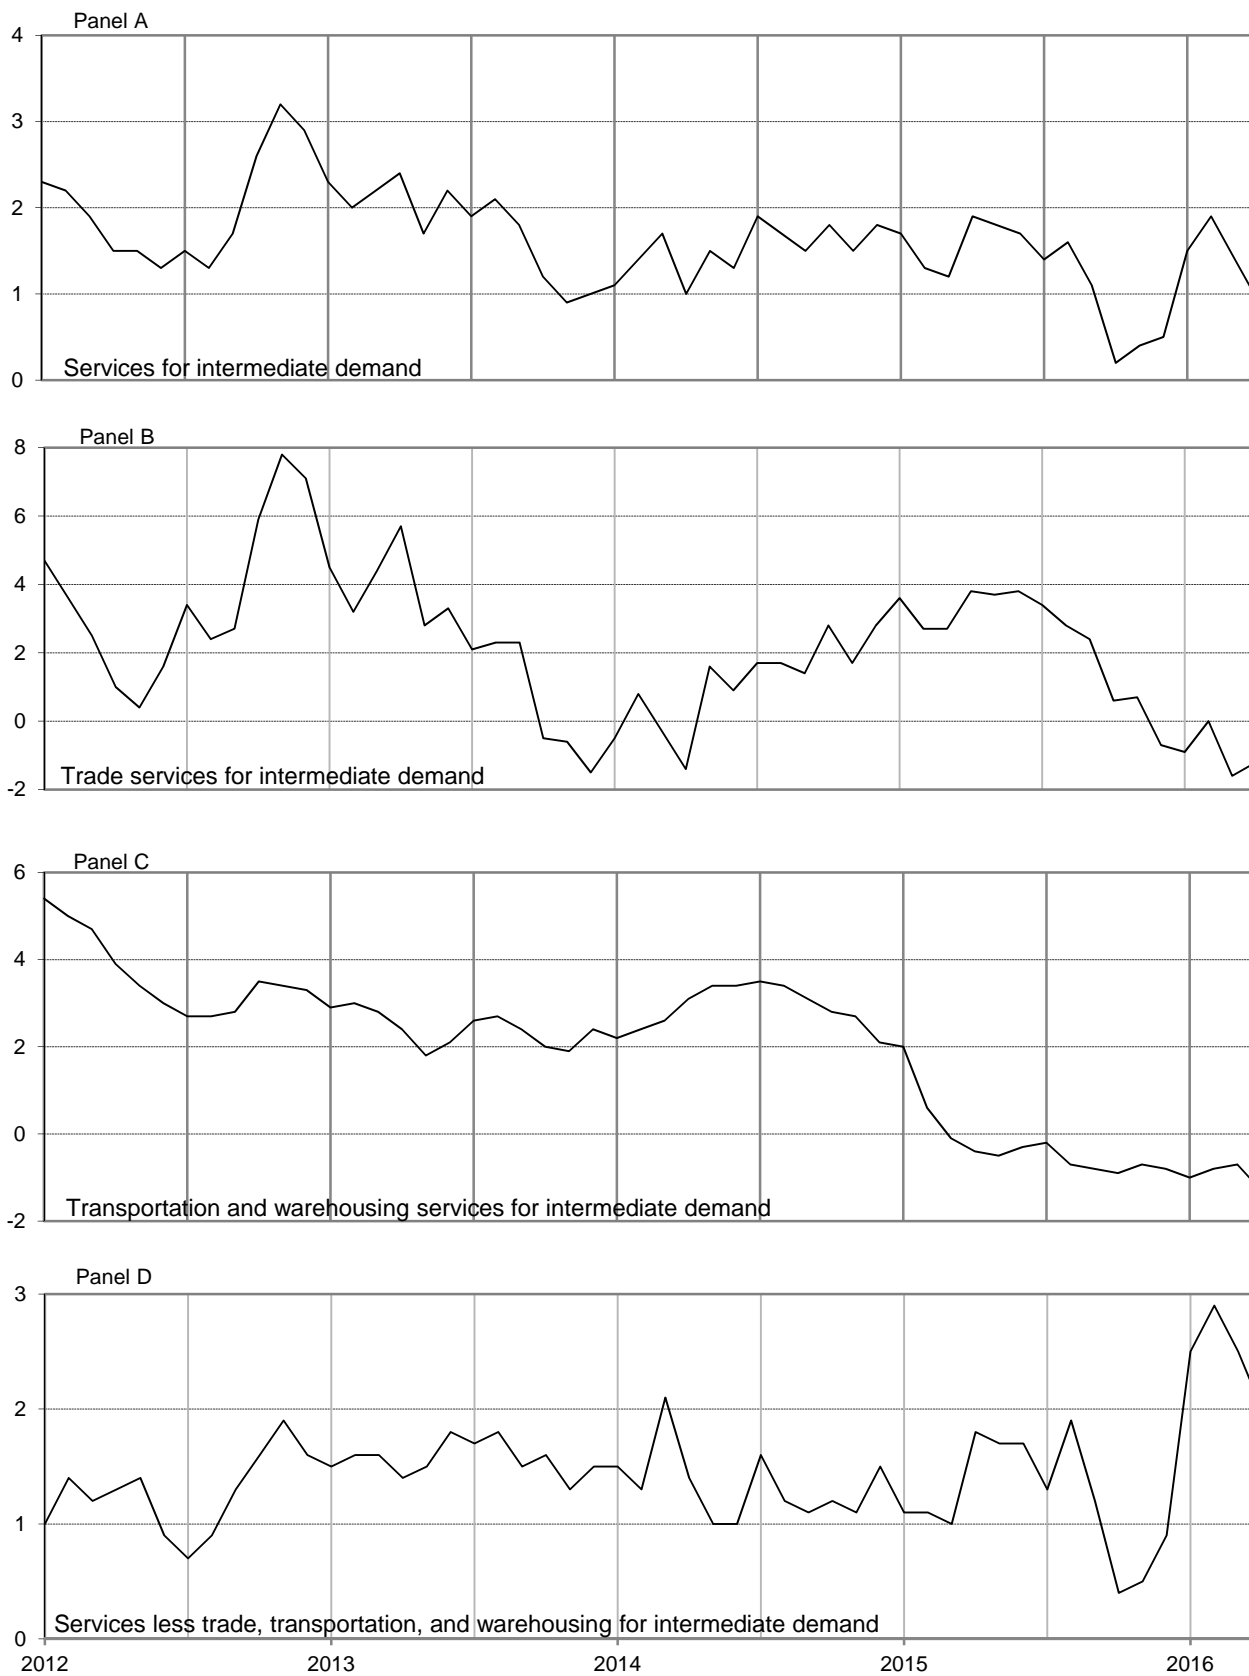 Panel A
4
3
2
1
0
Services for intermediate demand
Panel B
8
6
4
2
0
-2
Trade services for intermediate demand
Panel C
6
4
2
0
-2
Transportation and warehousing services for intermediate demand
Panel D
3
2
1
0
Services less trade, transportation, and warehousing for intermediate demand
2012 2013 2014 2015 2016